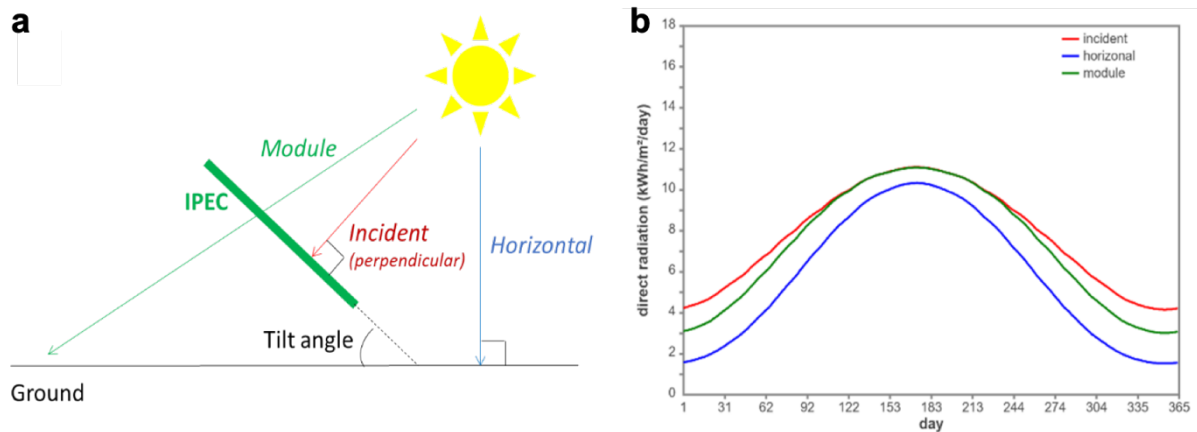 a
Module
IPEC
Incident
(perpendicular)
Horizontal
Tilt angle
Ground
b
incident
horizonal
module
direct radiation (kWh/m²/day)
18
16
14
12
10
8
6
4
2
0
1 31 62 92 122 153 183 213 244 274 304 335 365
day